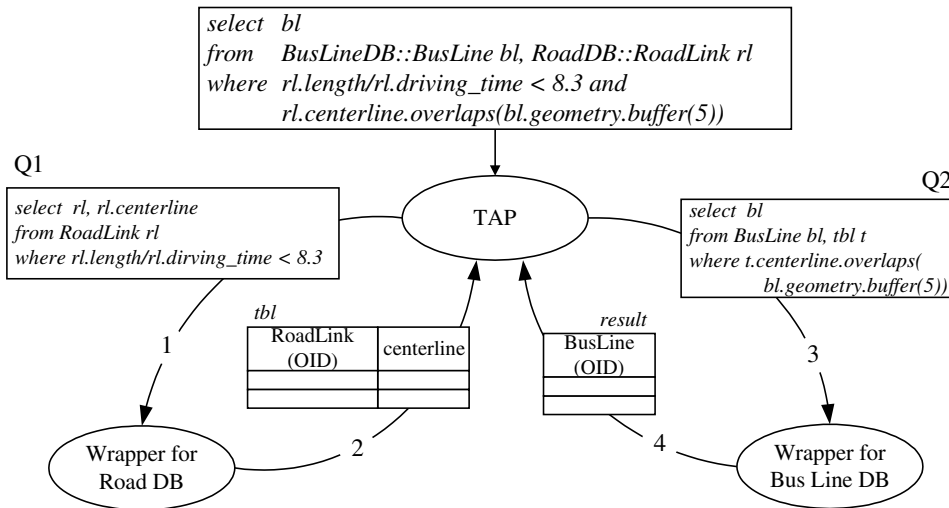 select bl
from BusLineDB::BusLine bl, RoadDB::RoadLink rl
where rl.length/rl.driving_time < 8.3 and
rl.centerline.overlaps(bl.geometry.buffer(5))
Q1
Q2
select rl, rl.centerline
from RoadLink rl
where rl.length/rl.dirving_time < 8.3
TAP
select bl
from BusLine bl, tbl t
where t.centerline.overlaps(
bl.geometry.buffer(5))
tbl
RoadLink
(OID)
centerline
result
BusLine
(OID)
1
2
3
4
Wrapper for
Road DB
Wrapper for
Bus Line DB